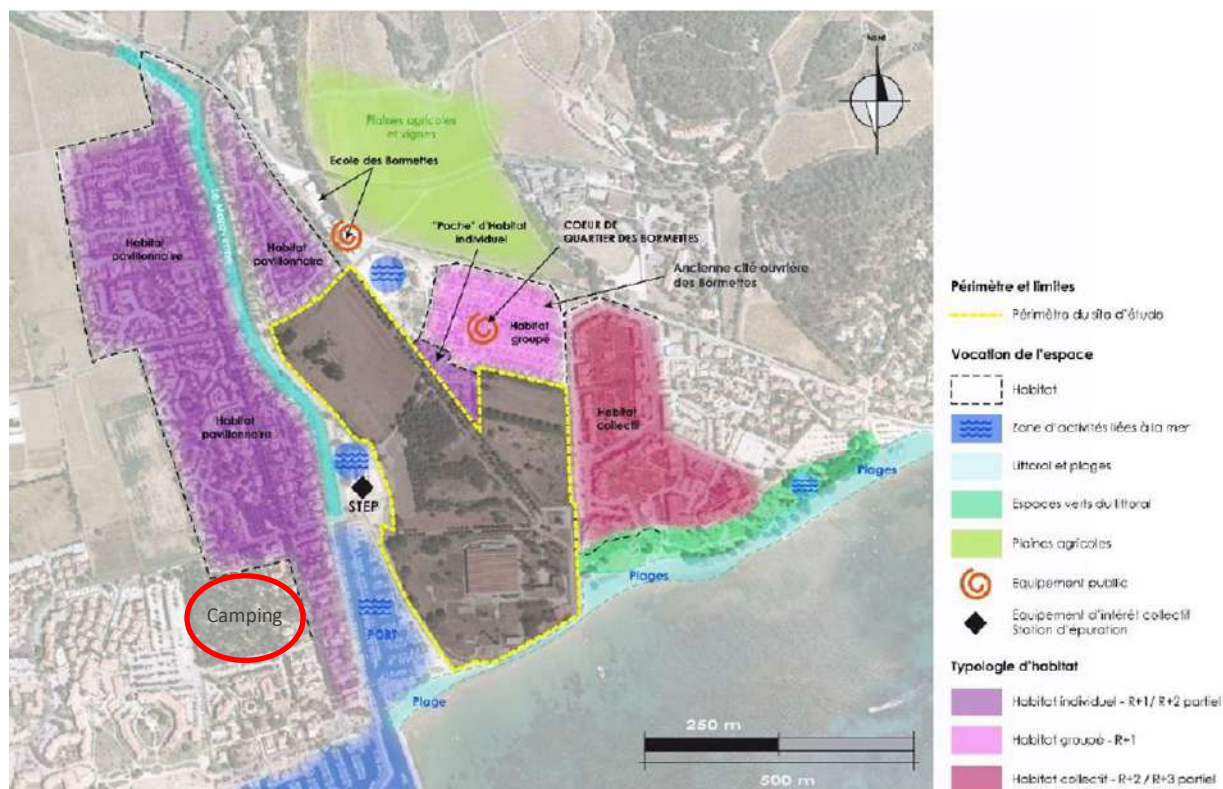 Nord
Plaines agricoles
et vignes
Ecole des Bormettes
"Poche" d'Habitat
individuel
COEUR DE
QUARTIER DES BORMETTES
Ancienne cité ouvrière
des Bormettes
Habitat
pavillonnaire
Habitat
pavillonnaire
Habitat
groupé
Habitat
pavillonnaire
Habitat
collectif
STEP
Plages
Plages
Camping
PORT
Plage
250 m
500 m
Périmètre et limites
Périmètre du site d'étude
Vocation de l'espace
Habitat
Zone d'activités liées à la mer
Littoral et plages
Espaces verts du littoral
Plaines agricoles
Equipement public
Equipement d'intérêt collectif
Station d'épuration
Typologie d'habitat
Habitat individuel - R+1/ R+2 partiel
Habitat groupé - R+1
Habitat collectif - R+2 / R+3 partiel